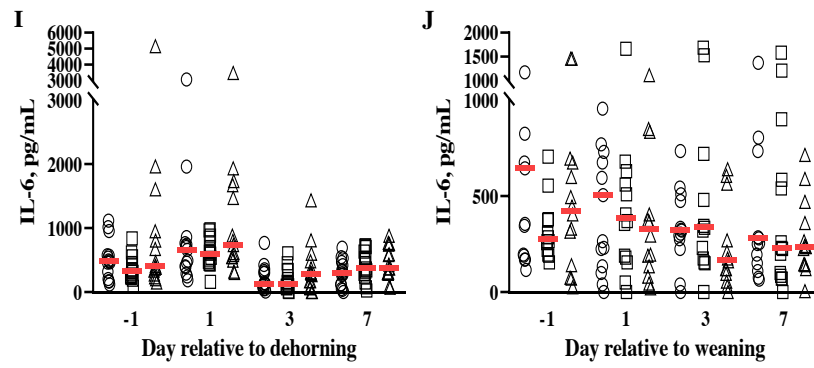 I
IL-6, pg/mL
6000
5000
4000
3000
3000
2000
1000
0
-1 1 3 7
Day relative to dehorning
J
IL-6, pg/mL
2000
1500
1000
1000
500
0
-1 1 3 7
Day relative to weaning